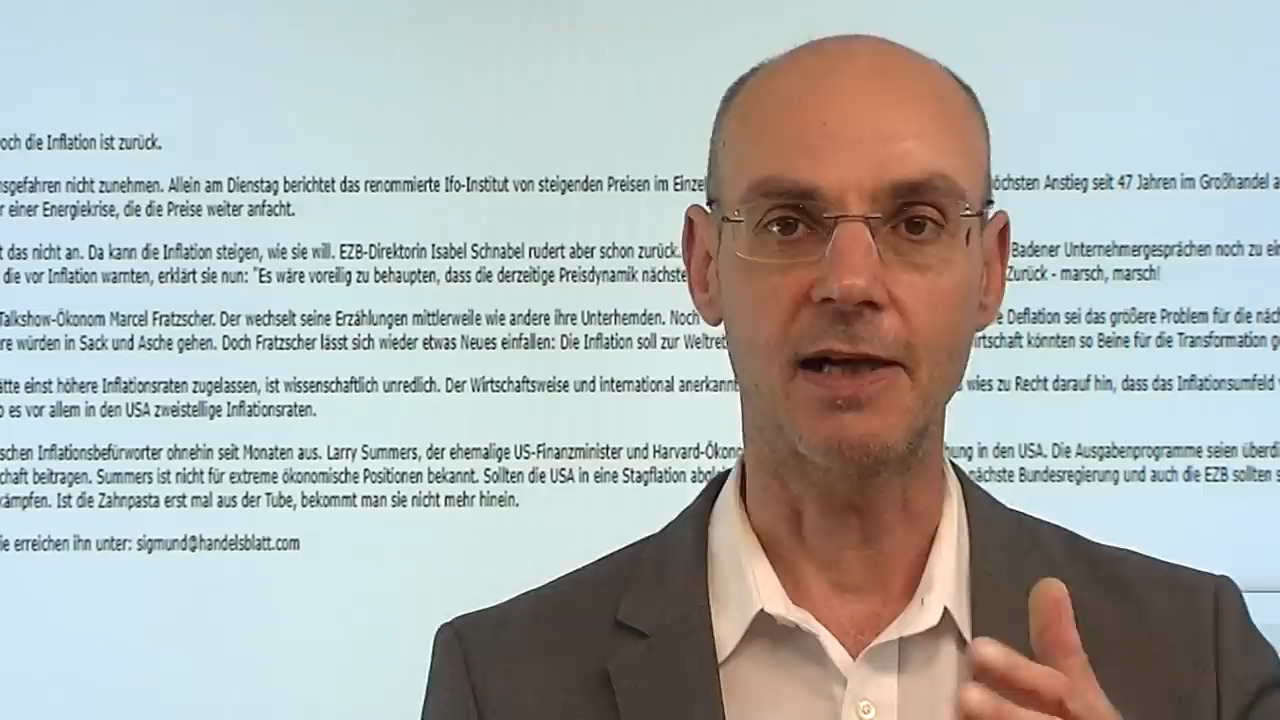 och die Inflation ist zurück.
nsgefahren nicht zunehmen. Allein am Dienstag berichtet das renommierte Ifo-Institut von steigenden Preisen im Einzel öchsten Anstieg seit 47 Jahren im Großhandel a
r einer Energiekrise, die die Preise weiter anfacht.
t das nicht an. Da kann die Inflation steigen, wie sie will. EZB-Direktorin Isabel Schnabel rudert aber schon zurück. Badener Unternehmergesprächen noch zu ein
die vor Inflation warnten, erklärt sie nun: "Es wäre voreilig zu behaupten, dass die derzeitige Preisdynamik nächste Zurück - marsch, marsch!
Talkshow-Ökonom Marcel Fratzscher. Der wechselt seine Erzählungen mittlerweile wie andere ihre Unterhemden. Noch e Deflation sei das größere Problem für die näch
re würden in Sack und Asche gehen. Doch Fratzscher lässt sich wieder etwas Neues einfallen: Die Inflation soll zur Weltret irtschaft könnten so Beine für die Transformation g
ätte einst höhere Inflationsraten zugelassen, ist wissenschaftlich unredlich. Der Wirtschaftsweise und international anerkann wies zu Recht darauf hin, dass das Inflationsumfeld
o es vor allem in den USA zweistellige Inflationsraten.
schen Inflationsbefürworter ohnehin seit Monaten aus. Larry Summers, der ehemalige US-Finanzminister und Harvard-Ökono hung in den USA. Die Ausgabenprogramme seien überdi
chaft beitragen. Summers ist nicht für extreme ökonomische Positionen bekannt. Sollten die USA in eine Stagflation abgl nächste Bundesregierung und auch die EZB sollten s
kämpfen. Ist die Zahnpasta erst mal aus der Tube, bekommt man sie nicht mehr hinein.
ie erreichen ihn unter: sigmund@handelsblatt.com